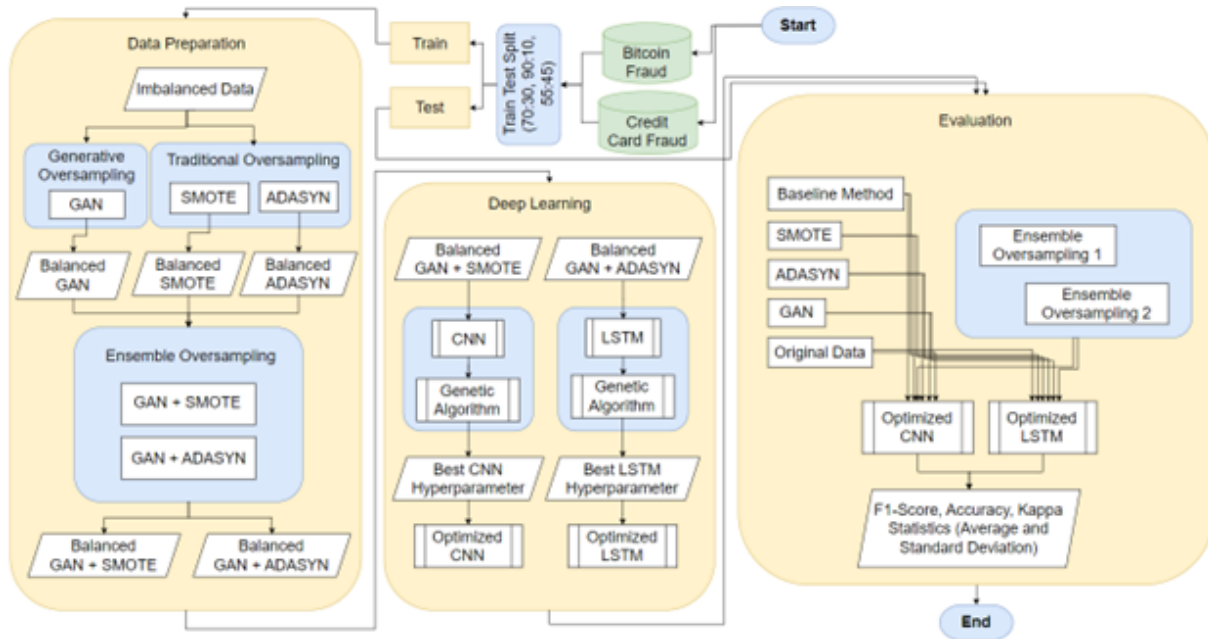 Start
Bitcoin
Fraud
Credit
Card Fraud
Train Test Split
(70:30, 90:10,
55:45)
Train
Test
Data Preparation
Imbalanced Data
Generative
Oversampling
GAN
Traditional Oversampling
SMOTE
ADASYN
Balanced
GAN
Balanced
SMOTE
Balanced
ADASYN
Ensemble Oversampling
GAN + SMOTE
GAN + ADASYN
Balanced
GAN + SMOTE
Balanced
GAN + ADASYN
Deep Learning
Balanced
GAN + SMOTE
Balanced
GAN + ADASYN
CNN
LSTM
Genetic
Algorithm
Genetic
Algorithm
Best CNN
Hyperparameter
Best LSTM
Hyperparameter
Optimized
CNN
Optimized
LSTM
Evaluation
Baseline Method
SMOTE
ADASYN
GAN
Original Data
Ensemble
Oversampling 1
Ensemble
Oversampling 2
Optimized
CNN
Optimized
LSTM
F1-Score, Accuracy, Kappa
Statistics (Average and
Standard Deviation)
End